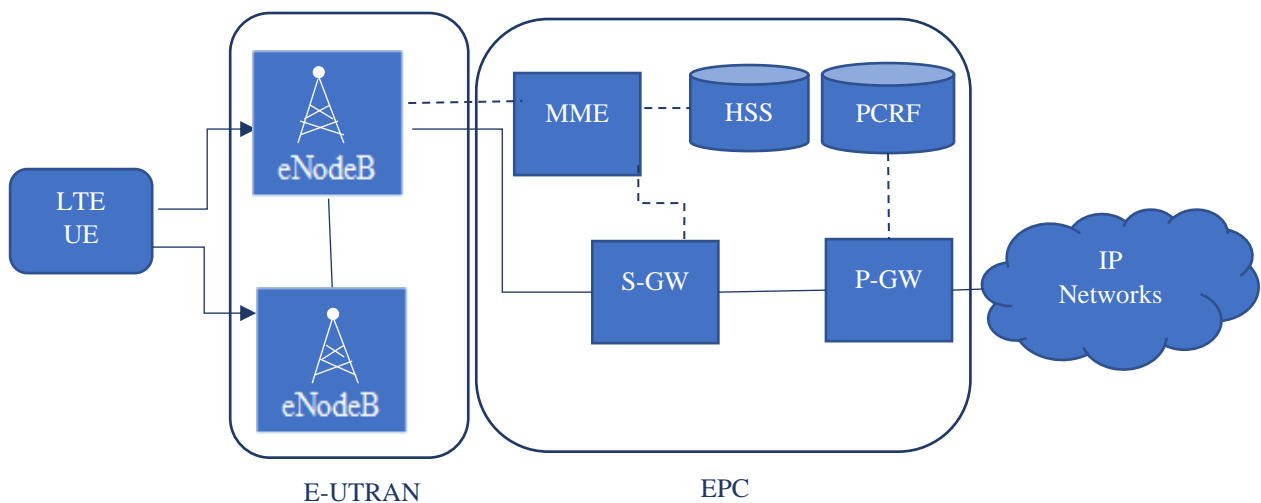 eNodeB
MME
HSS
PCRF
LTE
UE
S-GW
P-GW
IP
Networks
eNodeB
E-UTRAN
EPC